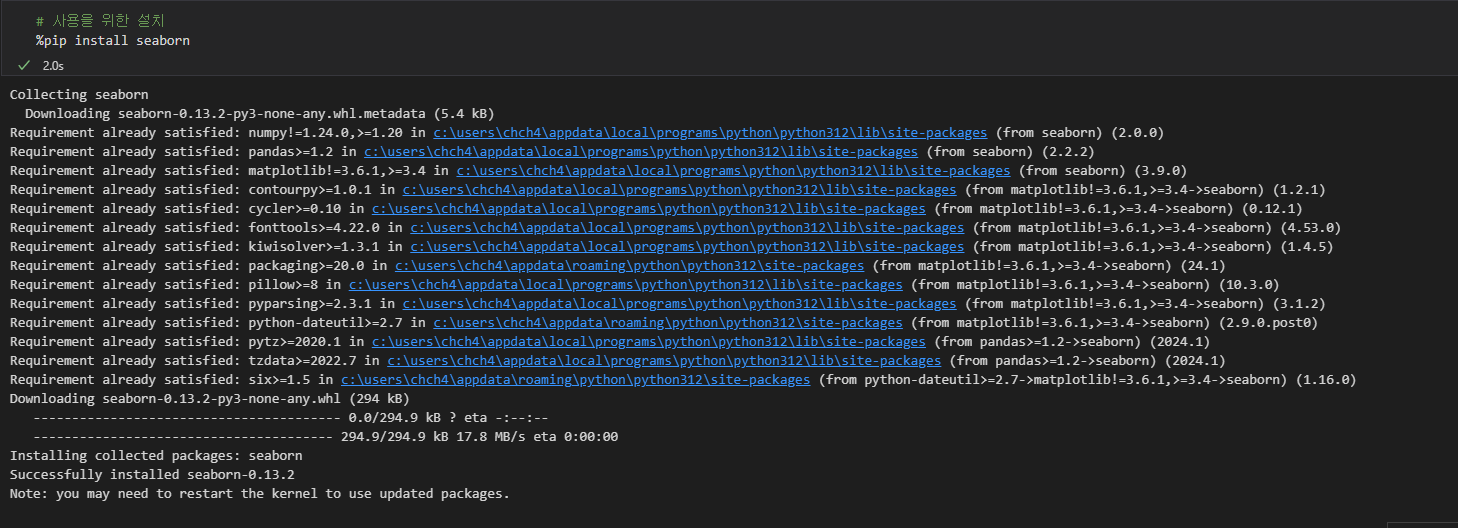 # 사용을 위한 설치
%pip install seaborn
2.0s
Collecting seaborn
Downloading seaborn-0.13.2-py3-none-any.whl.metadata (5.4 kB)
Requirement already satisfied: numpy!=1.24.0,>=1.20 in c:\users\chch4\appdata\local\programs\python\python312\lib\site-packages (from seaborn) (2.0.0)
Requirement already satisfied: pandas>=1.2 in c:\users\chch4\appdata\local\programs\python\python312\lib\site-packages (from seaborn) (2.2.2)
Requirement already satisfied: matplotlib!=3.6.1,>=3.4 in c:\users\chch4\appdata\local\programs\python\python312\lib\site-packages (from seaborn) (3.9.0)
Requirement already satisfied: contourpy>=1.0.1 in c:\users\chch4\appdata\local\programs\python\python312\lib\site-packages (from matplotlib!=3.6.1,>=3.4->seaborn) (1.2.1)
Requirement already satisfied: cycler>=0.10 in c:\users\chch4\appdata\local\programs\python\python312\lib\site-packages (from matplotlib!=3.6.1,>=3.4->seaborn) (0.12.1)
Requirement already satisfied: fonttools>=4.22.0 in c:\users\chch4\appdata\local\programs\python\python312\lib\site-packages (from matplotlib!=3.6.1,>=3.4->seaborn) (4.53.0)
Requirement already satisfied: kiwisolver>=1.3.1 in c:\users\chch4\appdata\local\programs\python\python312\lib\site-packages (from matplotlib!=3.6.1,>=3.4->seaborn) (1.4.5)
Requirement already satisfied: packaging>=20.0 in c:\users\chch4\appdata\roaming\python\python312\site-packages (from matplotlib!=3.6.1,>=3.4->seaborn) (24.1)
Requirement already satisfied: pillow>=8 in c:\users\chch4\appdata\local\programs\python\python312\lib\site-packages (from matplotlib!=3.6.1,>=3.4->seaborn) (10.3.0)
Requirement already satisfied: pyparsing>=2.3.1 in c:\users\chch4\appdata\local\programs\python\python312\lib\site-packages (from matplotlib!=3.6.1,>=3.4->seaborn) (3.1.2)
Requirement already satisfied: python-dateutil>=2.7 in c:\users\chch4\appdata\roaming\python\python312\site-packages (from matplotlib!=3.6.1,>=3.4->seaborn) (2.9.0.post0)
Requirement already satisfied: pytz>=2020.1 in c:\users\chch4\appdata\local\programs\python\python312\lib\site-packages (from pandas>=1.2->seaborn) (2024.1)
Requirement already satisfied: tzdata>=2022.7 in c:\users\chch4\appdata\local\programs\python\python312\lib\site-packages (from pandas>=1.2->seaborn) (2024.1)
Requirement already satisfied: six>=1.5 in c:\users\chch4\appdata\roaming\python\python312\site-packages (from python-dateutil>=2.7->matplotlib!=3.6.1,>=3.4->seaborn) (1.16.0)
Downloading seaborn-0.13.2-py3-none-any.whl (294 kB)
---------------------------------------- 0.0/294.9 kB ? eta -:--:--
--------------------------------------- 294.9/294.9 kB 17.8 MB/s eta 0:00:00
Installing collected packages: seaborn
Successfully installed seaborn-0.13.2
Note: you may need to restart the kernel to use updated packages.